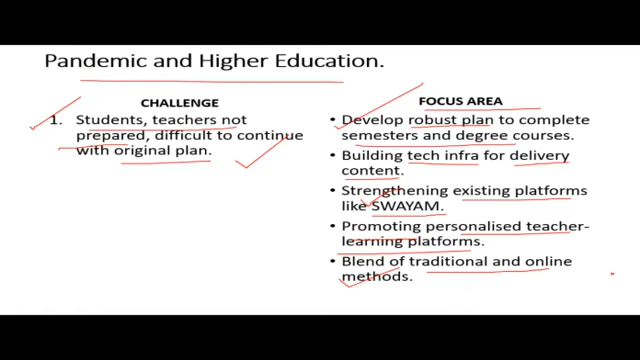 Pandemic and Higher Education.
CHALLENGE
1. Students, teachers not
prepared, difficult to continue
with original plan.
FOCUS AREA
• Develop robust plan to complete
semesters and degree courses.
• Building tech infra for delivery
content.
• Strengthening existing platforms
like SWAYAM.
• Promoting personalised teacher-
learning platforms.
• Blend of traditional and online
methods.